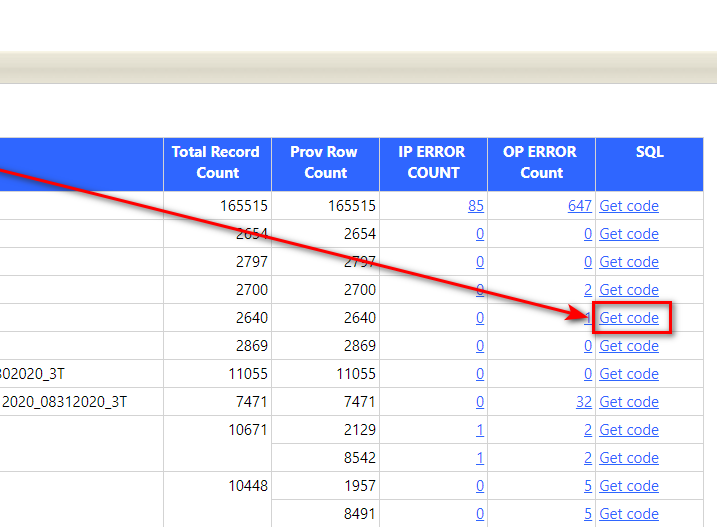 Total Record Count Prov Row Count IP ERROR COUNT OP ERROR Count SQL
165515 165515 85 647 Get code
2654 2654 0 0 Get code
2797 2797 0 0 Get code
2700 2700 0 2 Get code
2640 2640 0 1 Get code
2869 2869 0 0 Get code
02020_3T 11055 11055 0 0 Get code
2020_08312020_3T 7471 7471 0 32 Get code
10671 2129 1 2 Get code
8542 1 2 Get code
10448 1957 0 5 Get code
8491 0 5 Get code